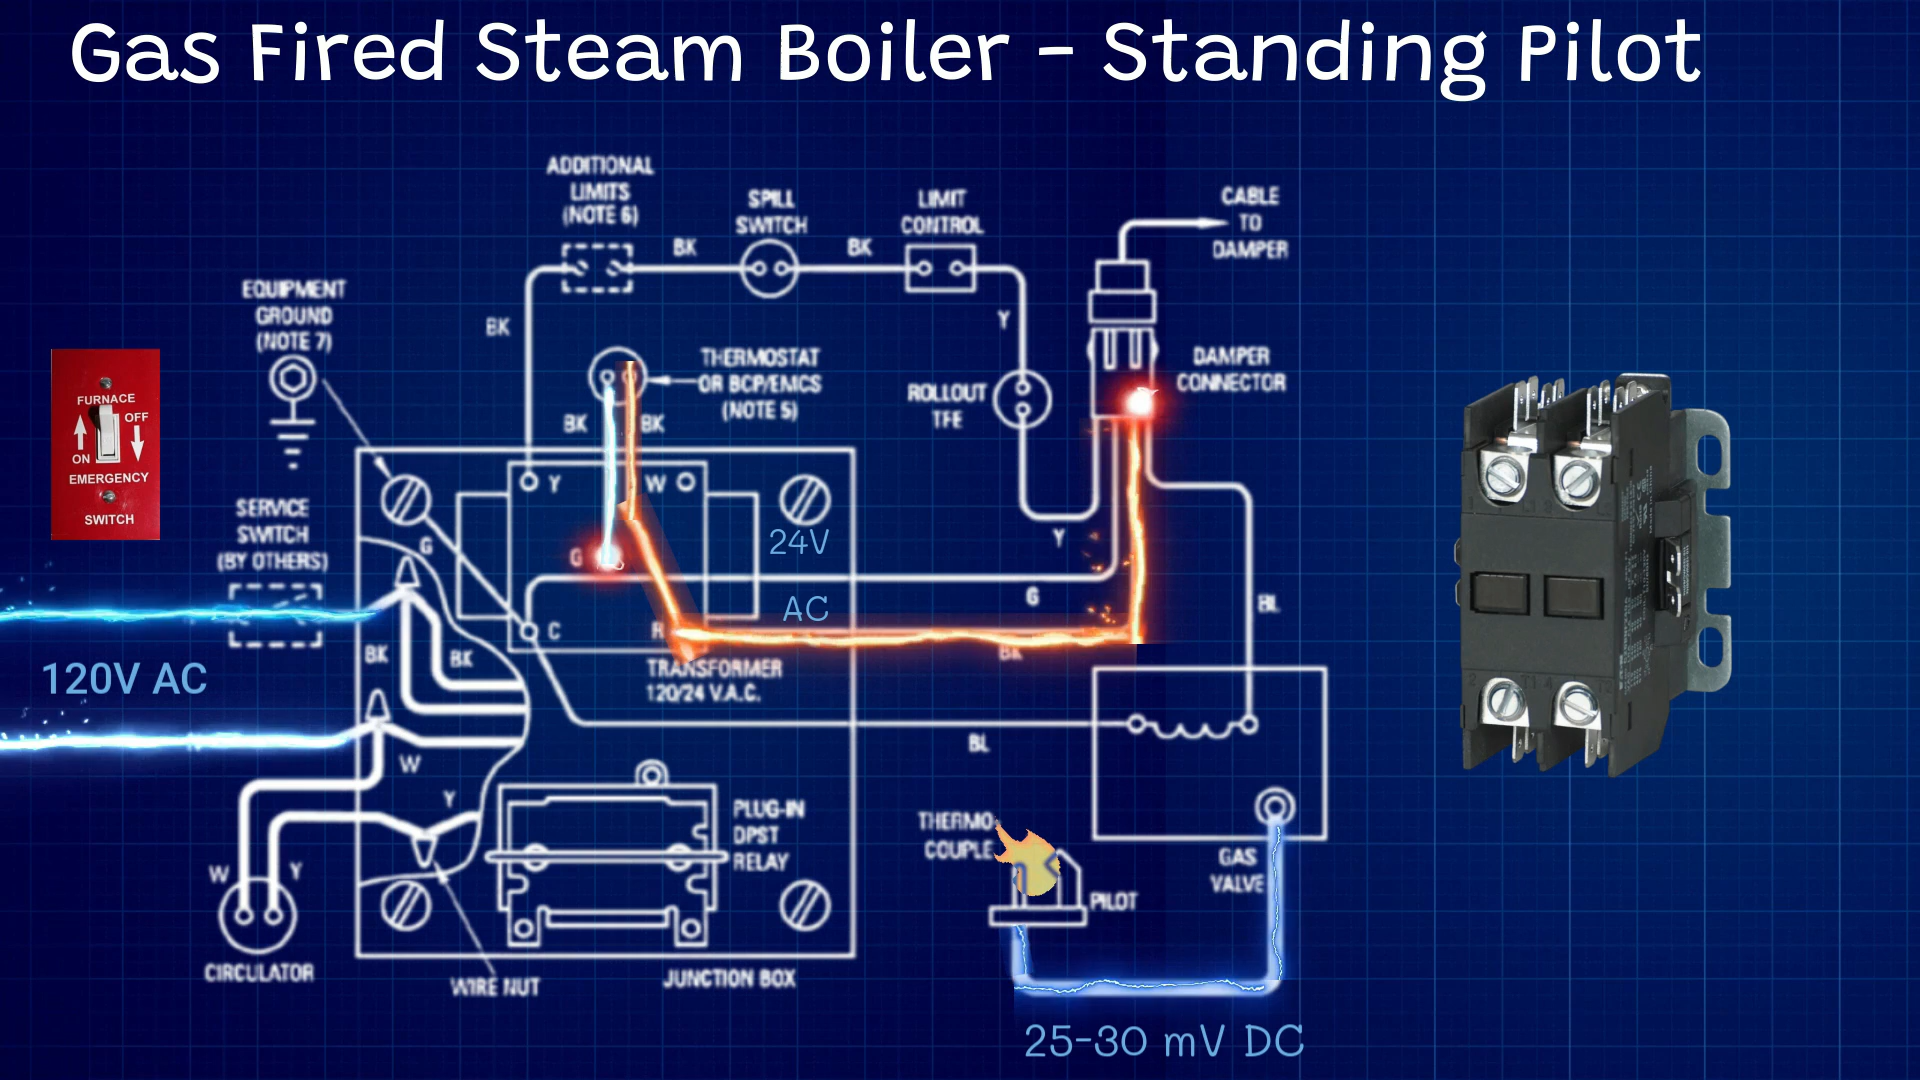 Gas Fired Steam Boiler - Standing Pilot
ADDITIONAL
LIMITS
(NOTE 6)
SPILL
SWITCH
LIMIT
CONTROL
CABLE
TO
DAMPER
BK
BK
BK
EQUIPMENT
GROUND
(NOTE 7)
Y
THERMOSTAT
OR BCP/EMCS
(NOTE 5)
DAMPER
CONNECTOR
ROLLOUT
TFE
BK
BK
FURNACE
OFF
ON
EMERGENCY
SWITCH
SERVICE
SWITCH
(BY OTHERS)
G
Y
W
G
24V
AC
Y
G
BL
C
R
BK
BK
BK
120V AC
TRANSFORMER
120/24 V.A.C.
BL
W
Y
PLUG-IN
DPST
RELAY
THERMO
COUPLE
GAS
VALVE
PILOT
W
Y
CIRCULATOR
WIRE NUT
JUNCTION BOX
25-30 mV DC